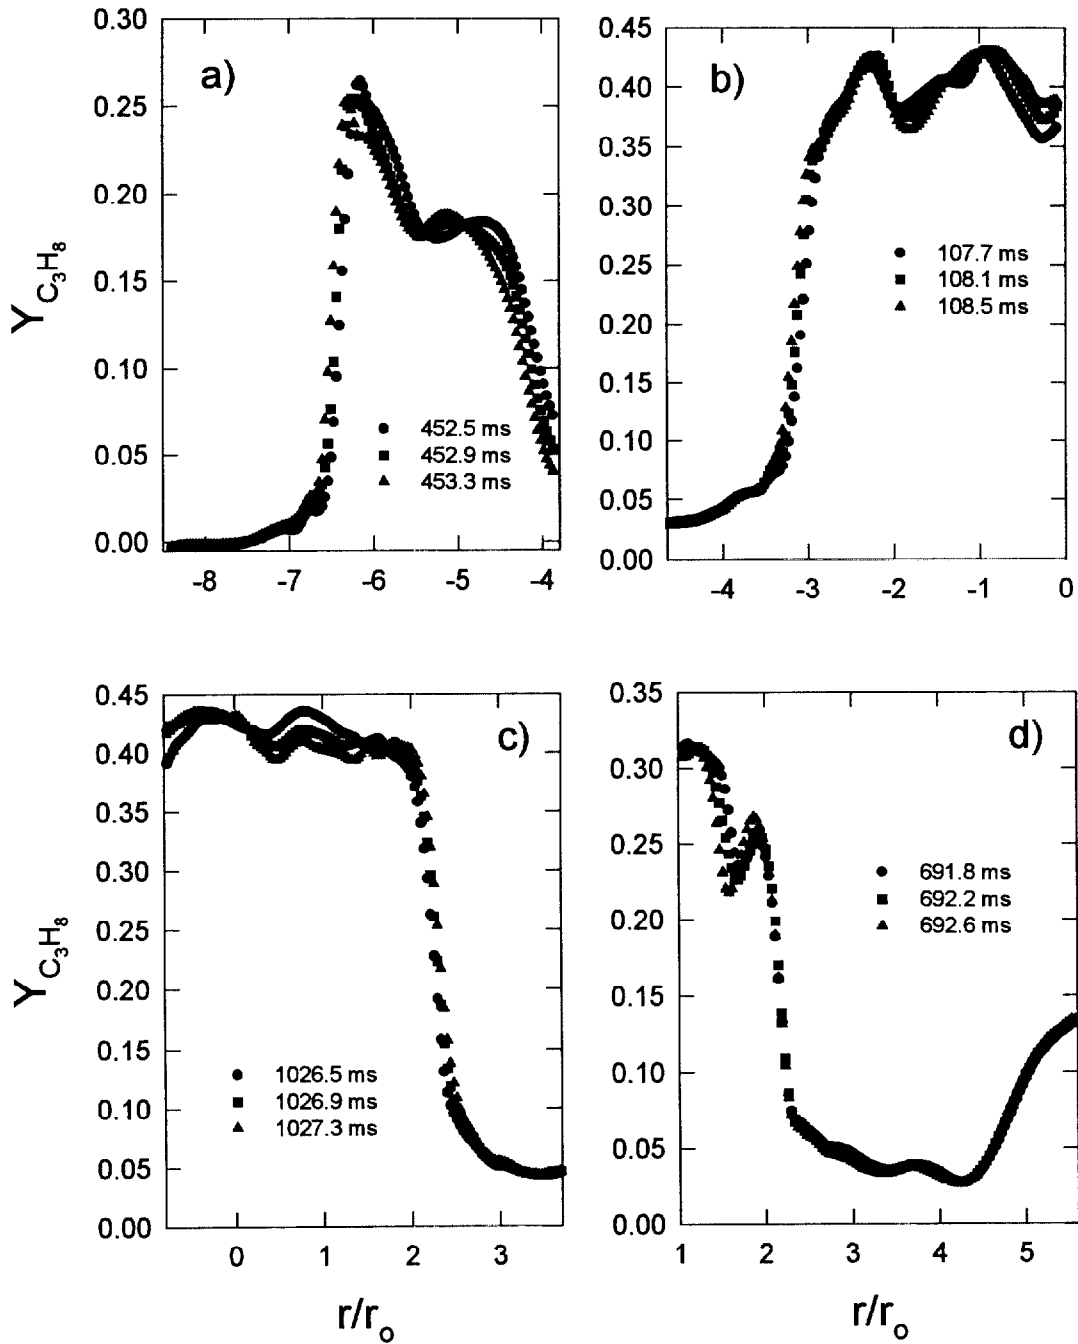 a)
0.30
0.25
0.20
0.15
0.10
0.05
0.00
Y C3H8
452.5 ms
452.9 ms
453.3 ms
-8 -7 -6 -5 -4
b)
0.45
0.40
0.35
0.30
0.25
0.20
0.15
0.10
0.05
0.00
107.7 ms
108.1 ms
108.5 ms
-4 -3 -2 -1 0
c)
0.45
0.40
0.35
0.30
0.25
0.20
0.15
0.10
0.05
0.00
Y C3H8
1026.5 ms
1026.9 ms
1027.3 ms
0 1 2 3
r/ro
d)
0.35
0.30
0.25
0.20
0.15
0.10
0.05
0.00
691.8 ms
692.2 ms
692.6 ms
1 2 3 4 5
r/ro